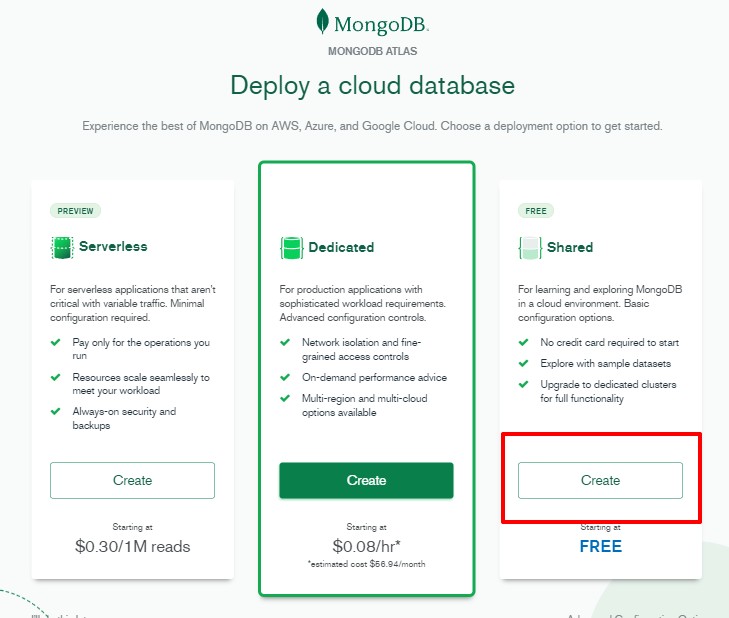 MongoDB.
MONGODB ATLAS
Deploy a cloud database
Experience the best of MongoDB on AWS, Azure, and Google Cloud. Choose a deployment option to get started.
PREVIEW
Serverless
For serverless applications that aren't
critical with variable traffic. Minimal
configuration required.
Pay only for the operations you
run
Resources scale seamlessly to
meet your workload
Always-on security and
backups
Create
Starting at
$0.30/1M reads
Dedicated
For production applications with
sophisticated workload requirements.
Advanced configuration controls.
Network isolation and fine-
grained access controls
On-demand performance advice
Multi-region and multi-cloud
options available
Create
Starting at
$0.08/hr*
*estimated cost $56.94/month
FREE
Shared
For learning and exploring MongoDB
in a cloud environment. Basic
configuration options.
No credit card required to start
Explore with sample datasets
Upgrade to dedicated clusters
for full functionality
Create
Starting at
FREE